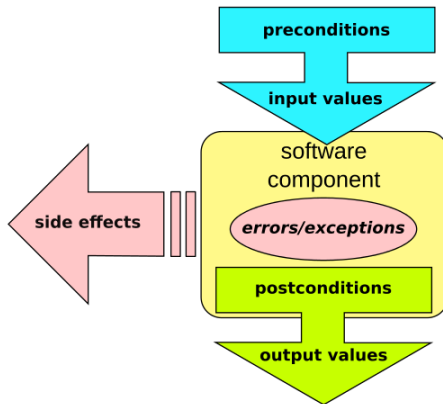 preconditions
input values
software
component
side effects
errors/exceptions
postconditions
output values